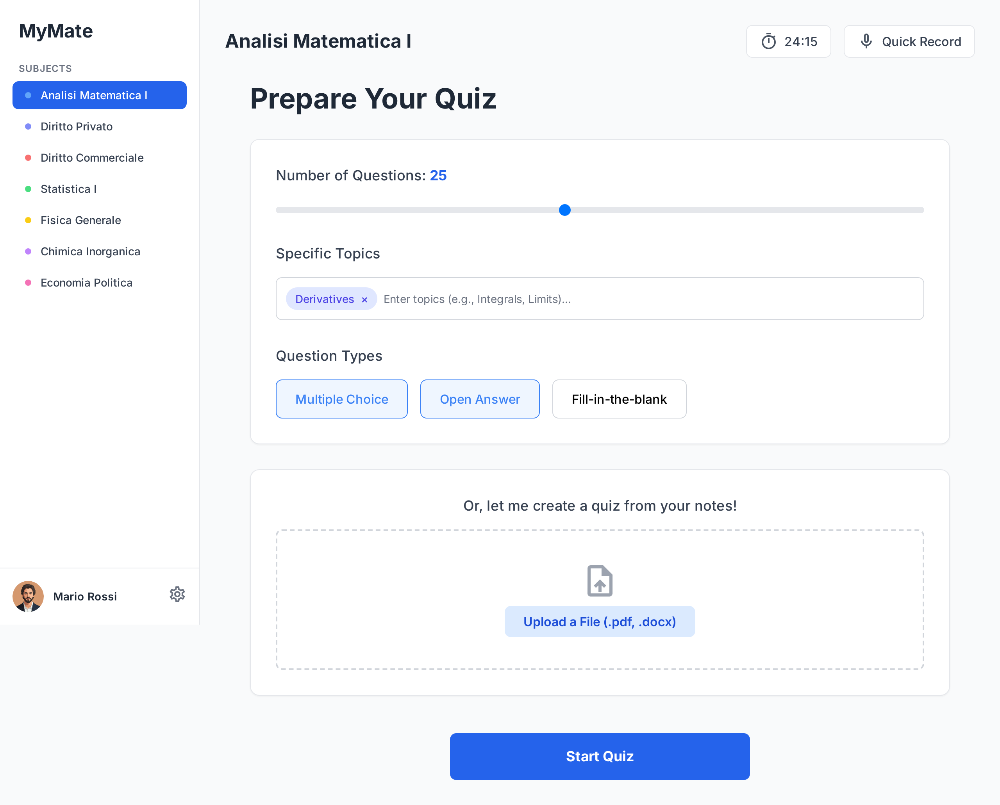 MyMate
SUBJECTS
Analisi Matematica I
Diritto Privato
Diritto Commerciale
Statistica I
Fisica Generale
Chimica Inorganica
Economia Politica
Mario Rossi
Analisi Matematica I
24:15
Quick Record
Prepare Your Quiz
Number of Questions: 25
Specific Topics
Derivatives × Enter topics (e.g., Integrals, Limits)...
Question Types
Multiple Choice
Open Answer
Fill-in-the-blank
Or, let me create a quiz from your notes!
Upload a File (.pdf, .docx)
Start Quiz